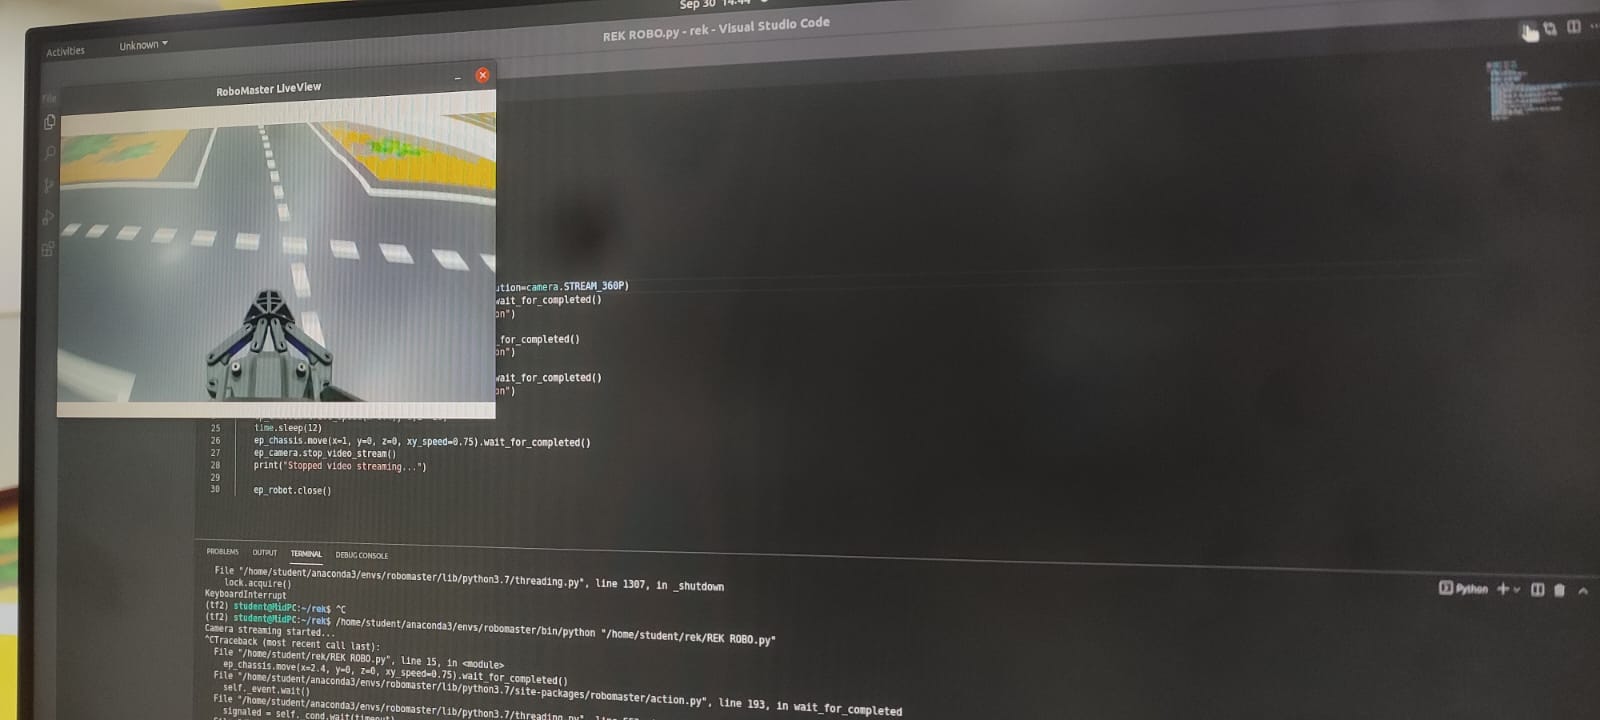 Sep 30 14:44
Activities
Unknown
REK ROBO.py - rek - Visual Studio Code
File
RoboMaster LiveView
ution=camera.STREAM_360P)
wait_for_completed()
on")
_for_completed()
on")
wait_for_completed()
on")
25 time.sleep(12)
26 ep_chassis.move(x=1, y=0, z=0, xy_speed=0.75).wait_for_completed()
27 ep_camera.stop_video_stream()
28 print("Stopped video streaming...")
29
30 ep_robot.close()
PROBLEMS OUTPUT TERMINAL DEBUG CONSOLE
Python
File "/home/student/anaconda3/envs/robomaster/lib/python3.7/threading.py", line 1307, in _shutdown
lock.acquire()
KeyboardInterrupt
(tf2) student@MidPC:~/rek$ ^C
(tf2) student@MidPC:~/rek$ /home/student/anaconda3/envs/robomaster/bin/python "/home/student/rek/REK ROBO.py"
Camera streaming started...
^CTraceback (most recent call last):
File "/home/student/rek/REK ROBO.py", line 15, in <module>
ep_chassis.move(x=2.4, y=0, z=0, xy_speed=0.75).wait_for_completed()
File "/home/student/anaconda3/envs/robomaster/lib/python3.7/site-packages/robomaster/action.py", line 193, in wait_for_completed
self._event.wait()
File "/home/student/anaconda3/envs/robomaster/lib/python3.7/threading.py", line
signaled = self._cond.wait(timeout)